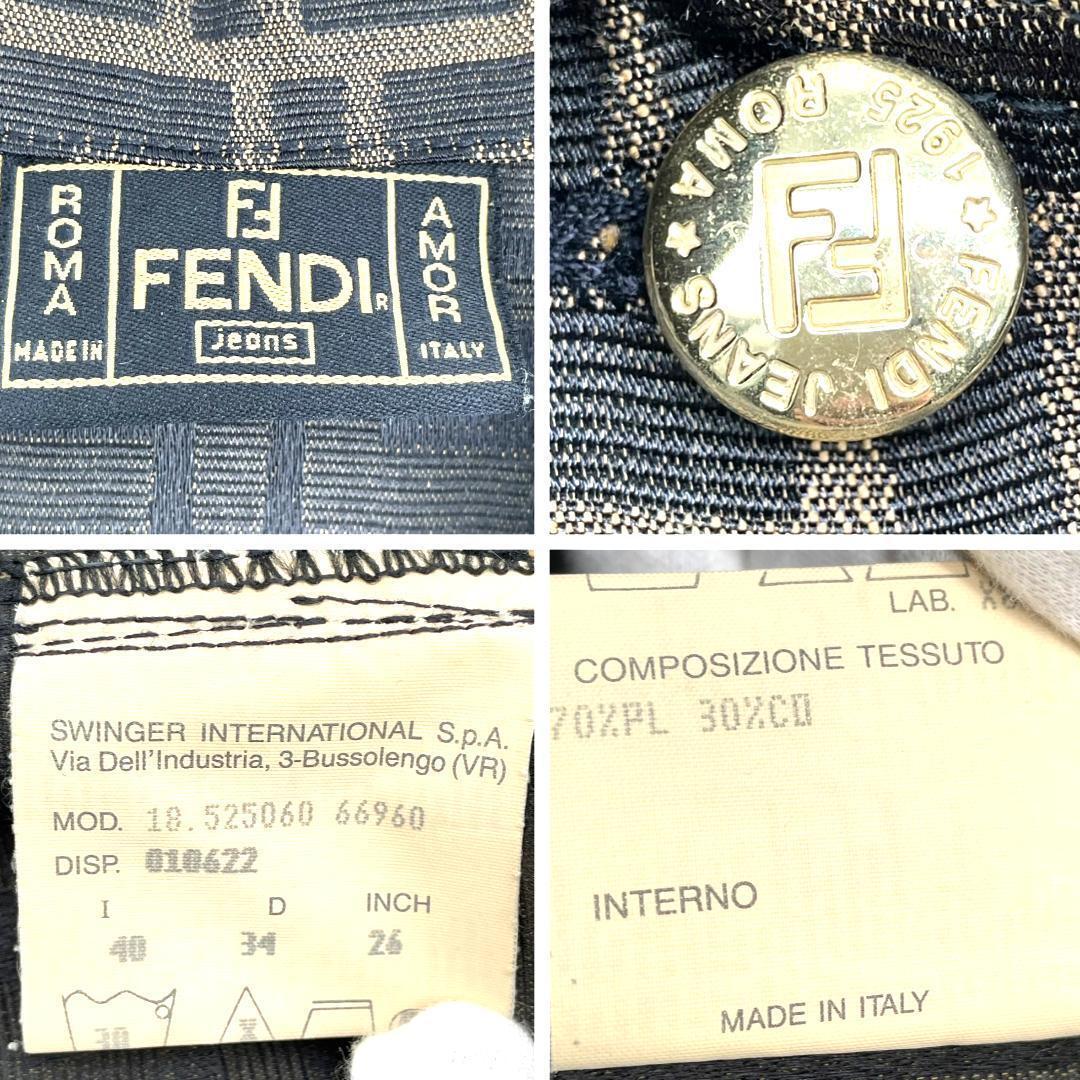 ROMA
MADE IN
FF
FENDI R
jeans
AMOR
ITALY
FF
ROMA 1925
FENDI JEANS
SWINGER INTERNATIONAL S.p.A.
Via Dell'Industria, 3-Bussolengo (VR)
MOD. 18.525060 66960
DISP. 010622
I D INCH
40 34 26
30
LAB.
COMPOSIZIONE TESSUTO
70%PL 30%CO
INTERNO
MADE IN ITALY